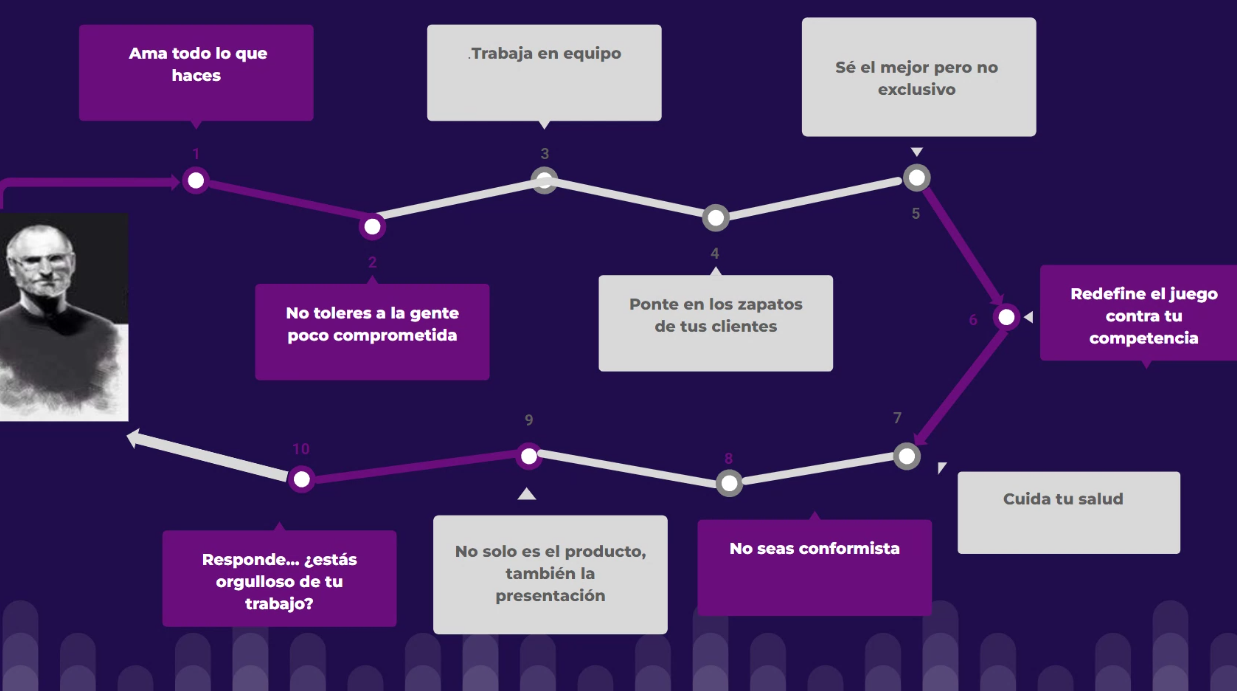 Ama todo lo que
haces
1
2
No toleres a la gente
poco comprometida
.Trabaja en equipo
3
4
Ponte en los zapatos
de tus clientes
Sé el mejor pero no
exclusivo
5
6
Redefine el juego
contra tu
competencia
7
Cuida tu salud
8
No seas conformista
9
No solo es el producto,
también la
presentación
10
Responde... ¿estás
orgulloso de tu
trabajo?